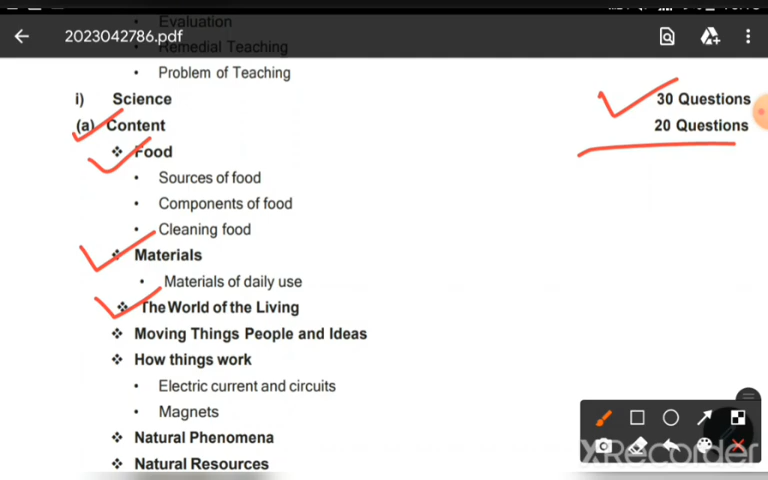 Evaluation
2023042786.pdf
Remedial Teaching
Problem of Teaching
i) Science 30 Questions
(a) Content 20 Questions
❖ Food
• Sources of food
• Components of food
• Cleaning food
❖ Materials
• Materials of daily use
❖ The World of the Living
❖ Moving Things People and Ideas
❖ How things work
• Electric current and circuits
• Magnets
❖ Natural Phenomena
❖ Natural Resources
XRecorder